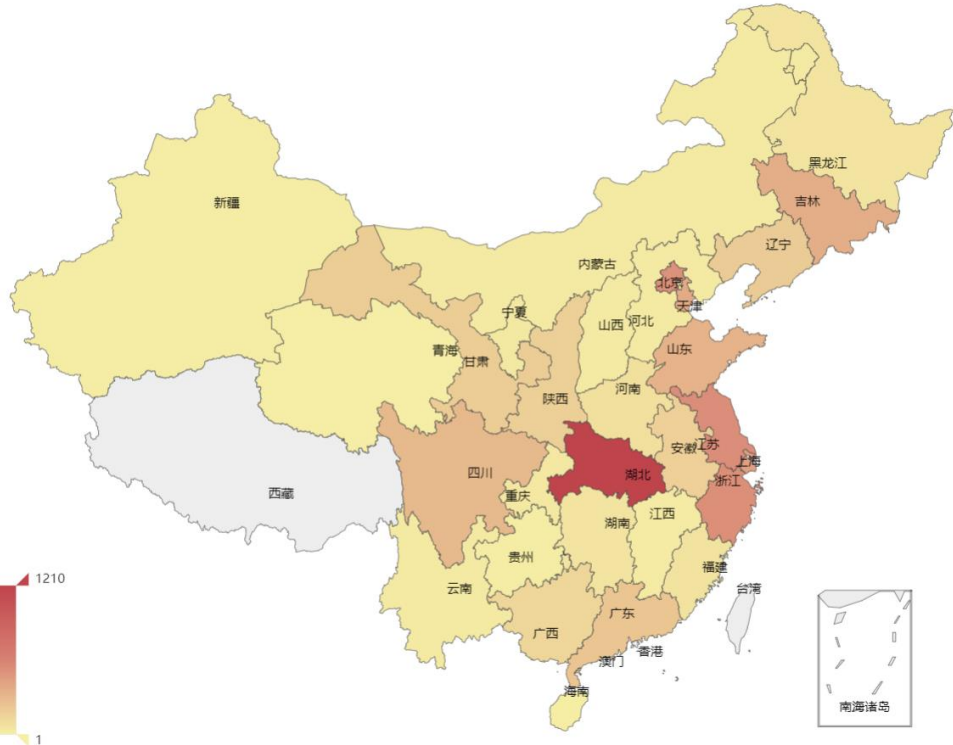 黑龙江
新疆
吉林
辽宁
内蒙古
北京
天津
宁夏
山西
河北
青海
甘肃
山东
河南
陕西
安徽
江苏
上海
四川
湖北
浙江
西藏
重庆
江西
湖南
贵州
福建
云南
台湾
广东
广西
香港
澳门
海南
南海诸岛
1210
1